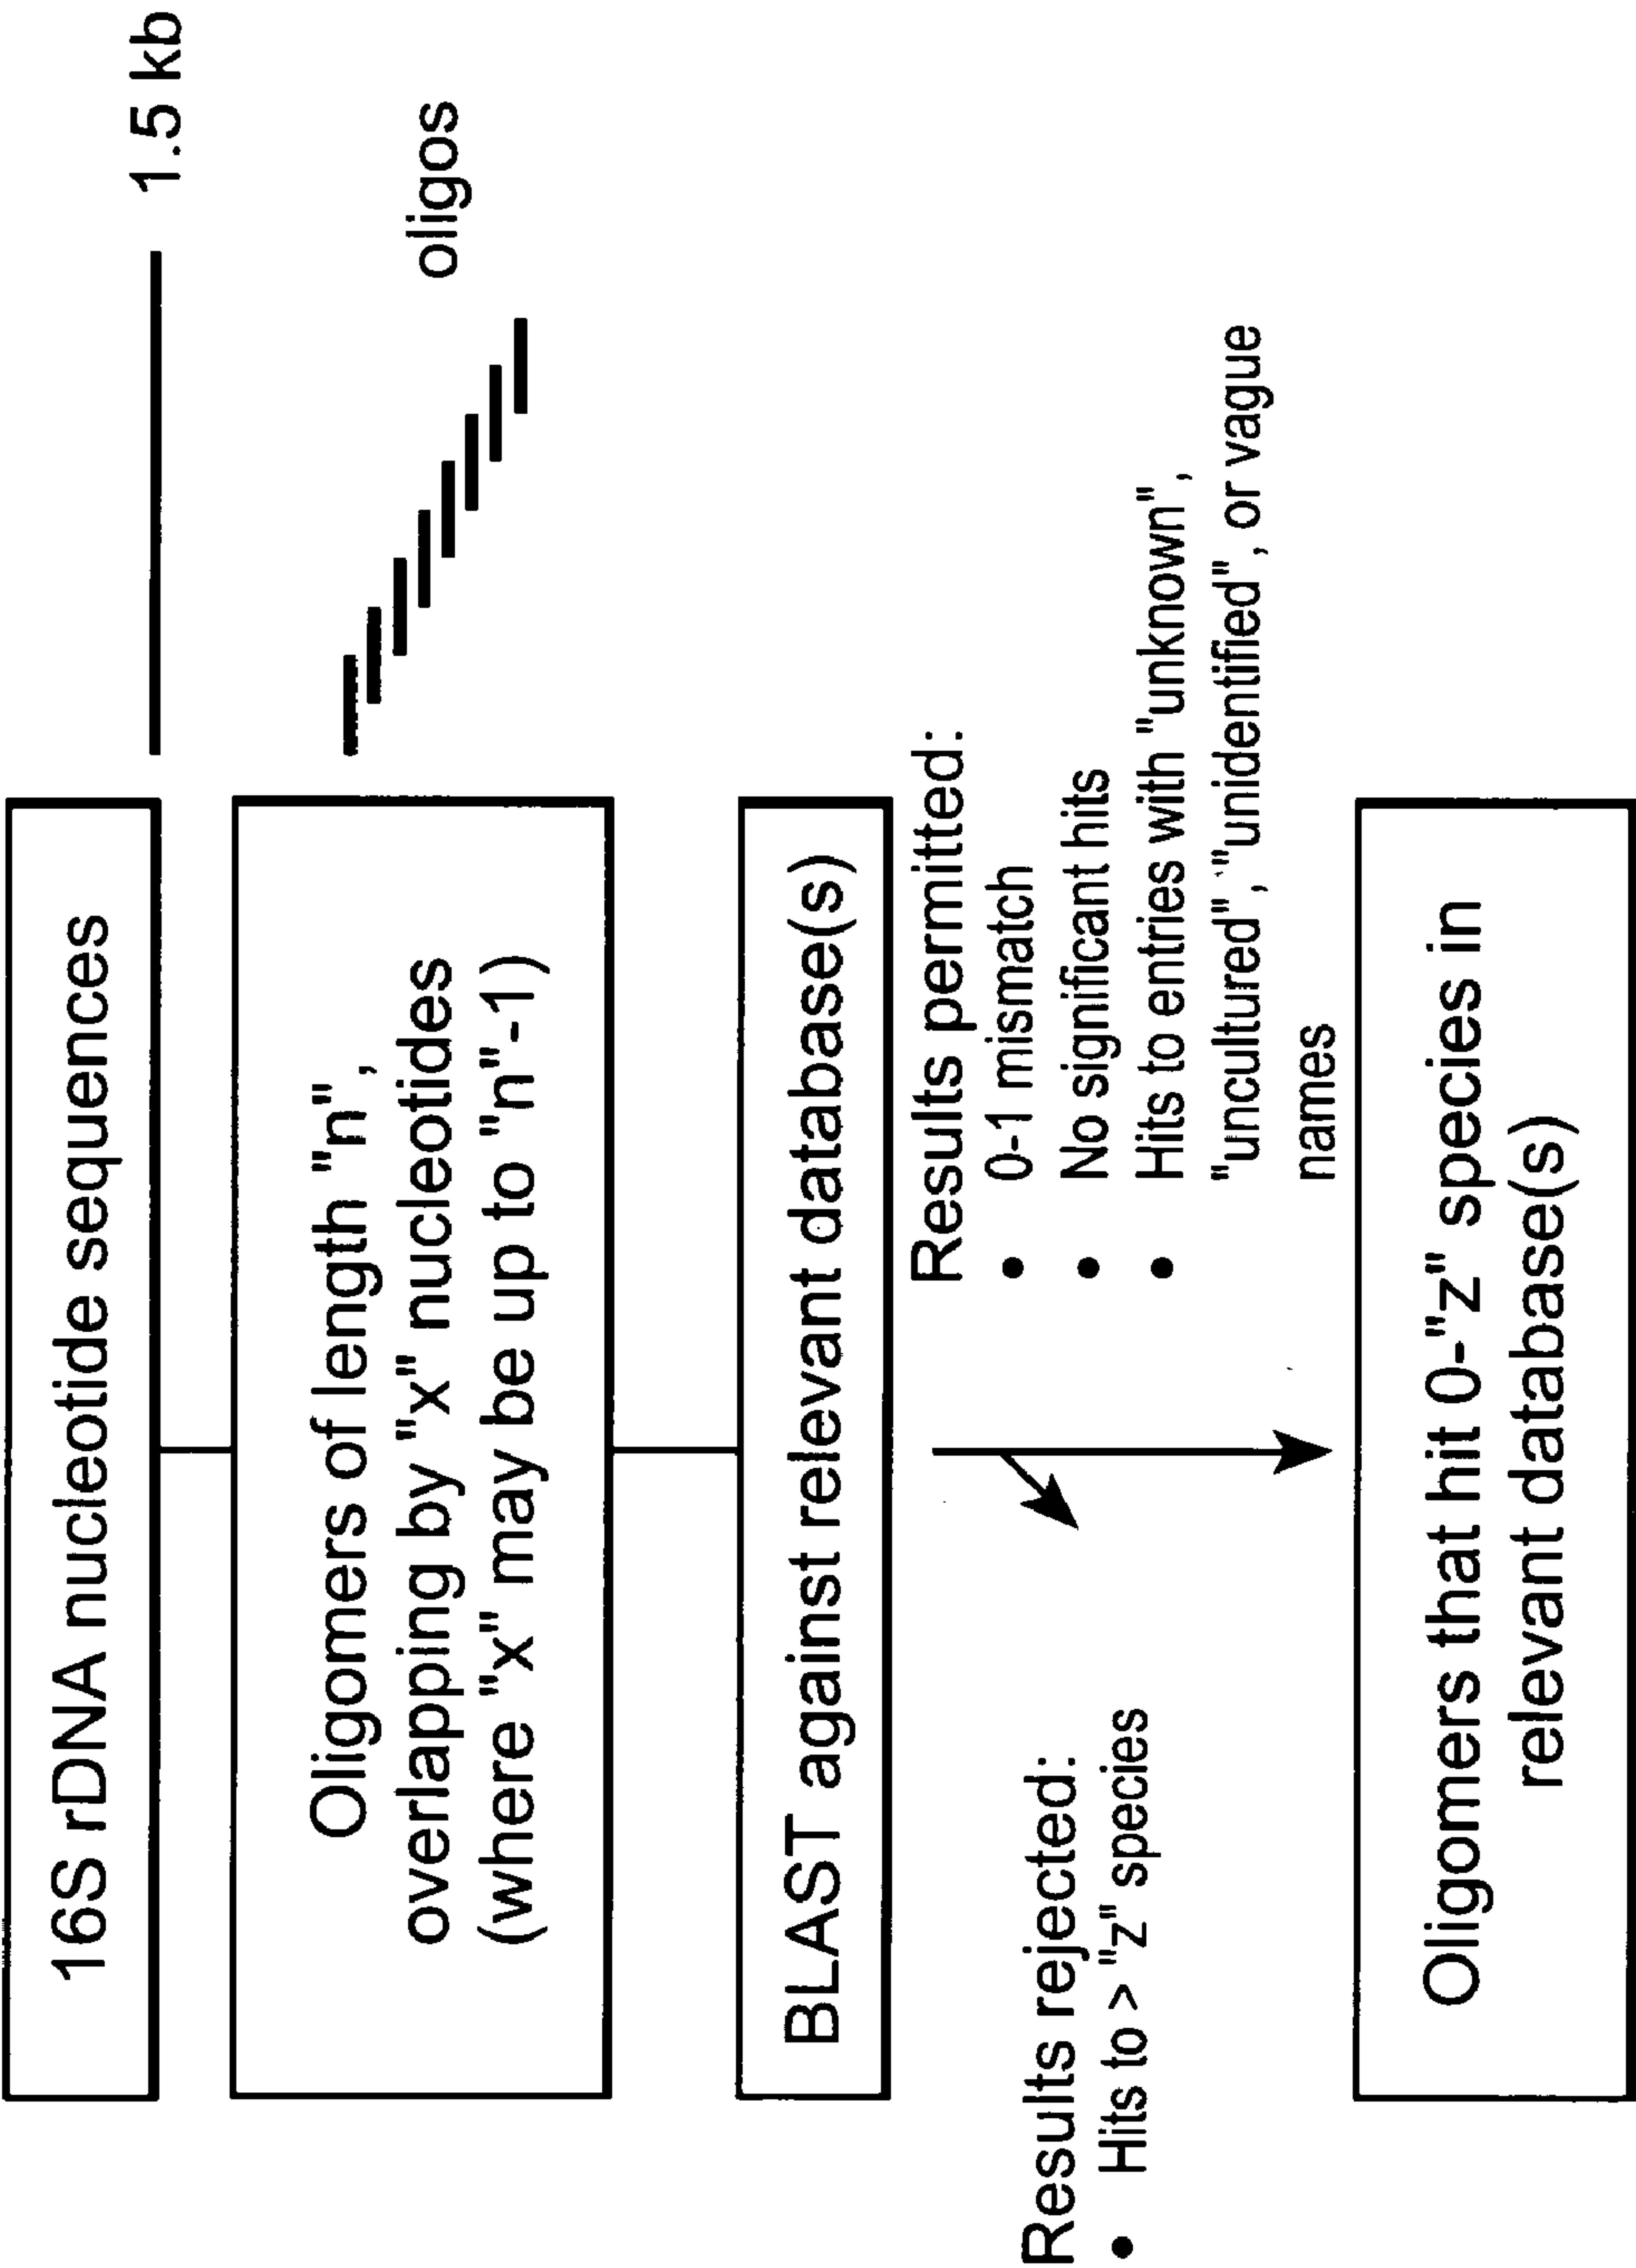 16S rDNA nucleotide sequences
1.5 kb
Oligomers of length "n",
overlapping by "x" nucleotides
(where "x" may be up to "n"-1)
oligos
BLAST against relevant database(s)
Results permitted:
• 0-1 mismatch
• No significant hits
• Hits to entries with "unknown",
"uncultured", "unidentified", or vague
names
Results rejected:
• Hits to > "z" species
Oligomers that hit 0-"z" species in
relevant database(s)